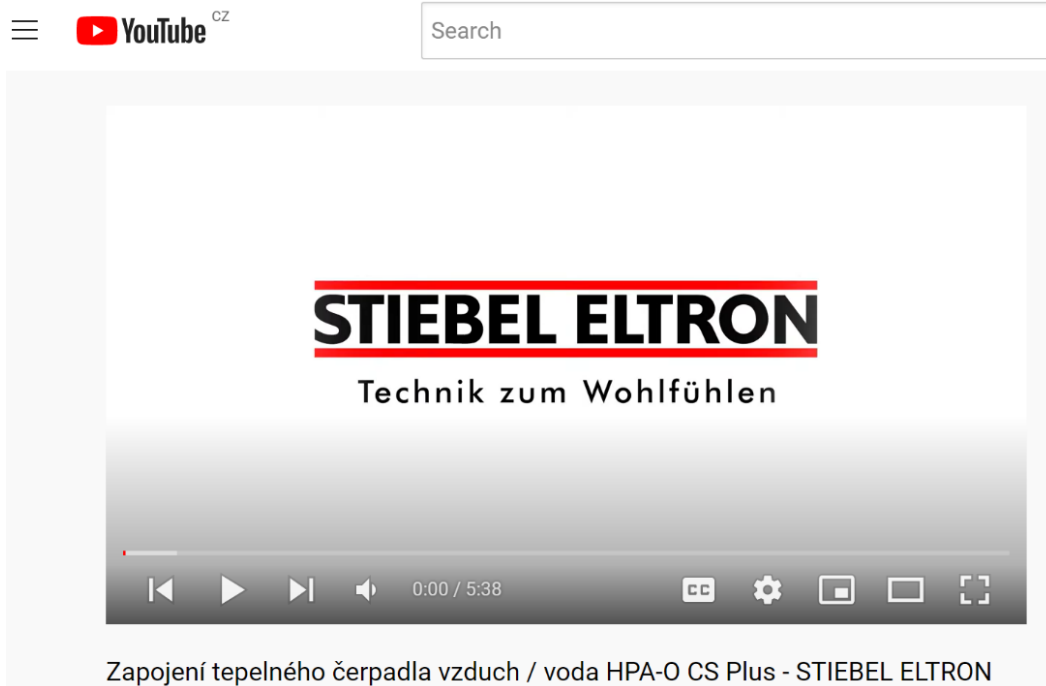 YouTube CZ
Search
STIEBEL ELTRON
Technik zum Wohlfühlen
0:00 / 5:38
CC
Zapojení tepelného čerpadla vzduch / voda HPA-O CS Plus - STIEBEL ELTRON